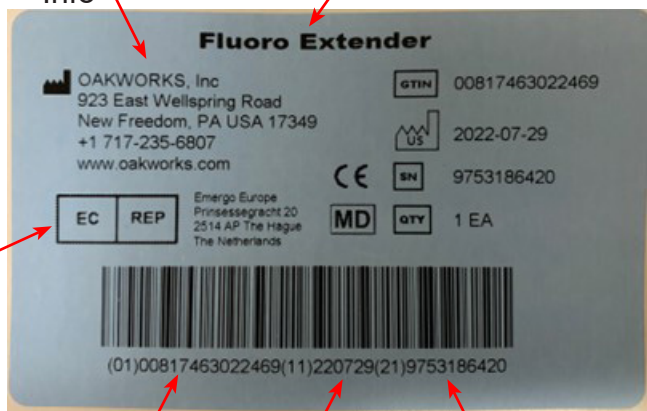 Fluoro Extender
OAKWORKS, Inc
923 East Wellspring Road
New Freedom, PA USA 17349
+1 717-235-6807
www.oakworks.com
GTIN 00817463022469
US 2022-07-29
CE SN 9753186420
MD QTY 1 EA
EC REP
Emergo Europe
Prinsessegracht 20
2514 AP The Hague
The Netherlands
(01)00817463022469(11)220729(21)9753186420